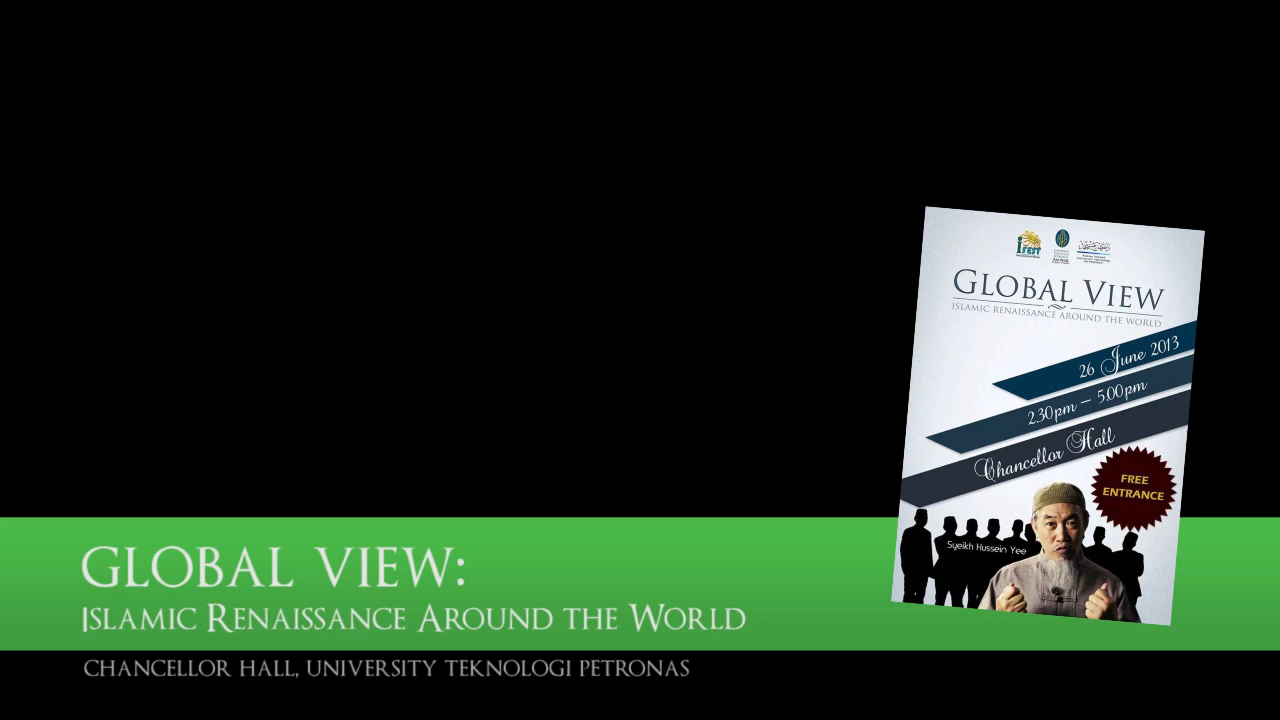 GLOBAL VIEW
ISLAMIC RENAISSANCE AROUND THE WORLD
26 June 2013
2.30pm – 5.00pm
Chancellor Hall
FREE
ENTRANCE
Syeikh Hussein Yee
GLOBAL VIEW:
ISLAMIC RENAISSANCE AROUND THE WORLD
CHANCELLOR HALL, UNIVERSITY TEKNOLOGI PETRONAS